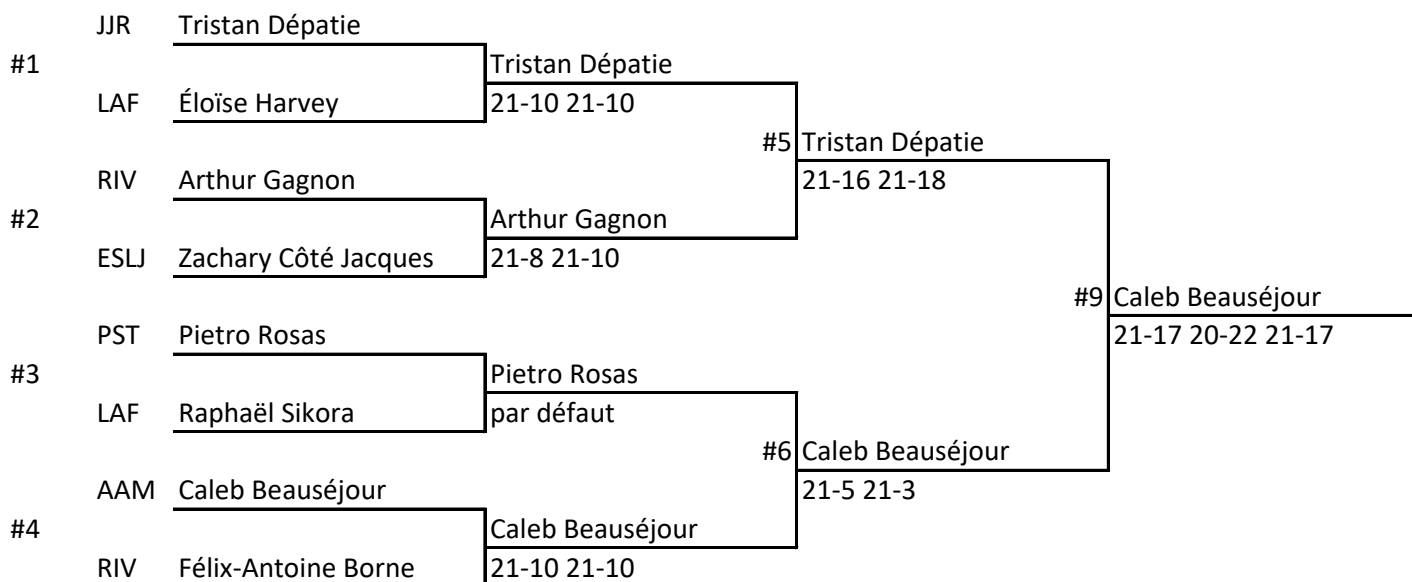 JJR Tristan Dépatie
#1 Tristan Dépatie
LAF Éloïse Harvey 21-10 21-10
#5 Tristan Dépatie
RIV Arthur Gagnon 21-16 21-18
#2 Arthur Gagnon
ESLJ Zachary Côté Jacques 21-8 21-10
#9 Caleb Beauséjour
PST Pietro Rosas 21-17 20-22 21-17
#3 Pietro Rosas
LAF Raphaël Sikora par défaut
#6 Caleb Beauséjour
AAM Caleb Beauséjour 21-5 21-3
#4 Caleb Beauséjour
RIV Félix-Antoine Borne 21-10 21-10